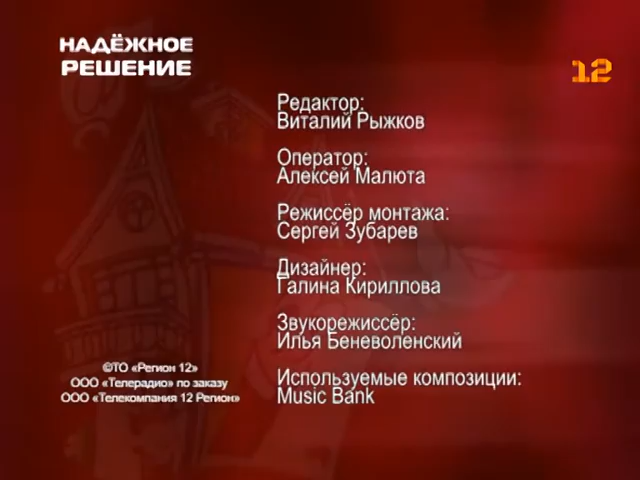 НАДЁЖНОЕ
РЕШЕНИЕ
12
Редактор:
Виталий Рыжков
Оператор:
Алексей Малюта
Режиссёр монтажа:
Сергей Зубарев
Дизайнер:
Галина Кириллова
Звукорежиссёр:
Илья Беневоленский
Используемые композиции:
Music Bank
©ТО «Регион 12»
ООО «Телерадио» по заказу
ООО «Телекомпания 12 Регион»